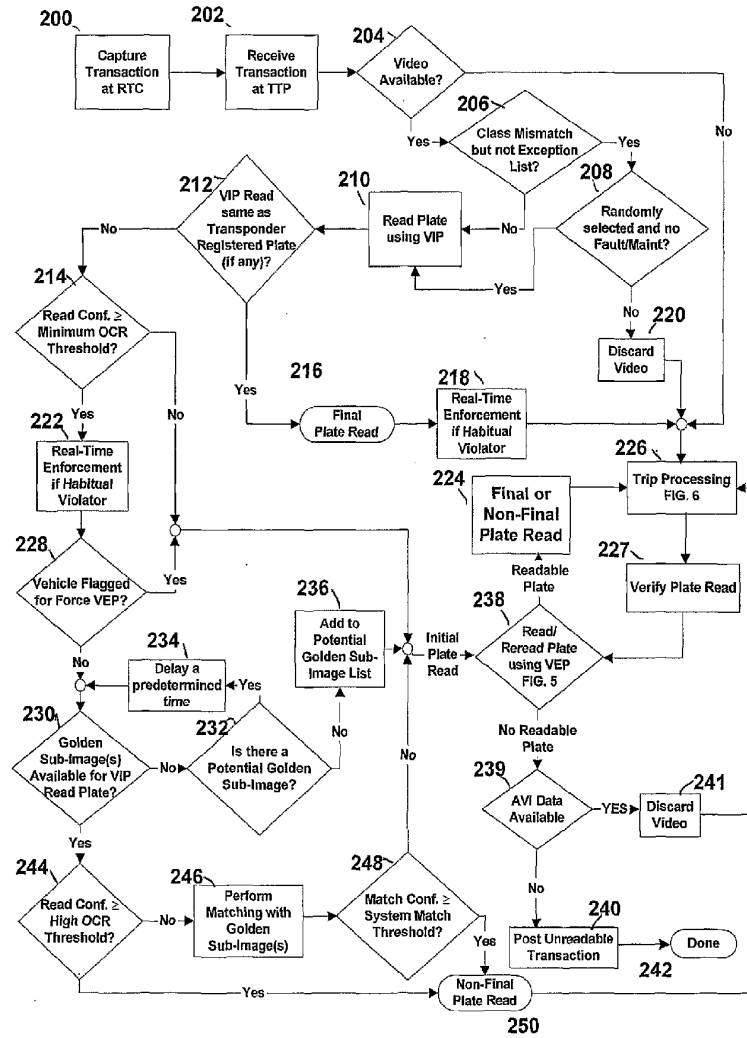 200
Capture
Transaction
at RTC
202
Receive
Transaction
at TTP
204
Video
Available?
Yes
No
206
Class Mismatch
but not Exception
List?
Yes
No
208
Randomly
selected and no
Fault/Maint?
Yes
No
210
Read Plate
using VIP
212
VIP Read
same as
Transponder
Registered Plate
(if any)?
No
Yes
214
Read Conf. ≥
Minimum OCR
Threshold?
Yes
No
216
Final
Plate Read
218
Real-Time
Enforcement
if Habitual
Violator
220
Discard
Video
222
Real-Time
Enforcement
if Habitual
Violator
224
Final or
Non-Final
Plate Read
226
Trip Processing
FIG. 6
227
Verify Plate Read
228
Vehicle Flagged
for Force VEP?
Yes
No
234
Delay a
predetermined
time
Yes
236
Add to
Potential
Golden Sub-
Image List
Initial
Plate
Read
Readable
Plate
238
Read/
Reread Plate
using VEP
FIG. 5
No Readable
Plate
230
Golden
Sub-Image(s)
Available for VIP
Read Plate?
No
Yes
232
Is there a
Potential Golden
Sub-Image?
No
239
AVI Data
Available
YES
No
241
Discard
Video
244
Read Conf. ≥
High OCR
Threshold?
No
Yes
246
Perform
Matching with
Golden
Sub-Image(s)
248
Match Conf. ≥
System Match
Threshold?
No
Yes
240
Post Unreadable
Transaction
Done
242
Non-Final
Plate Read
250